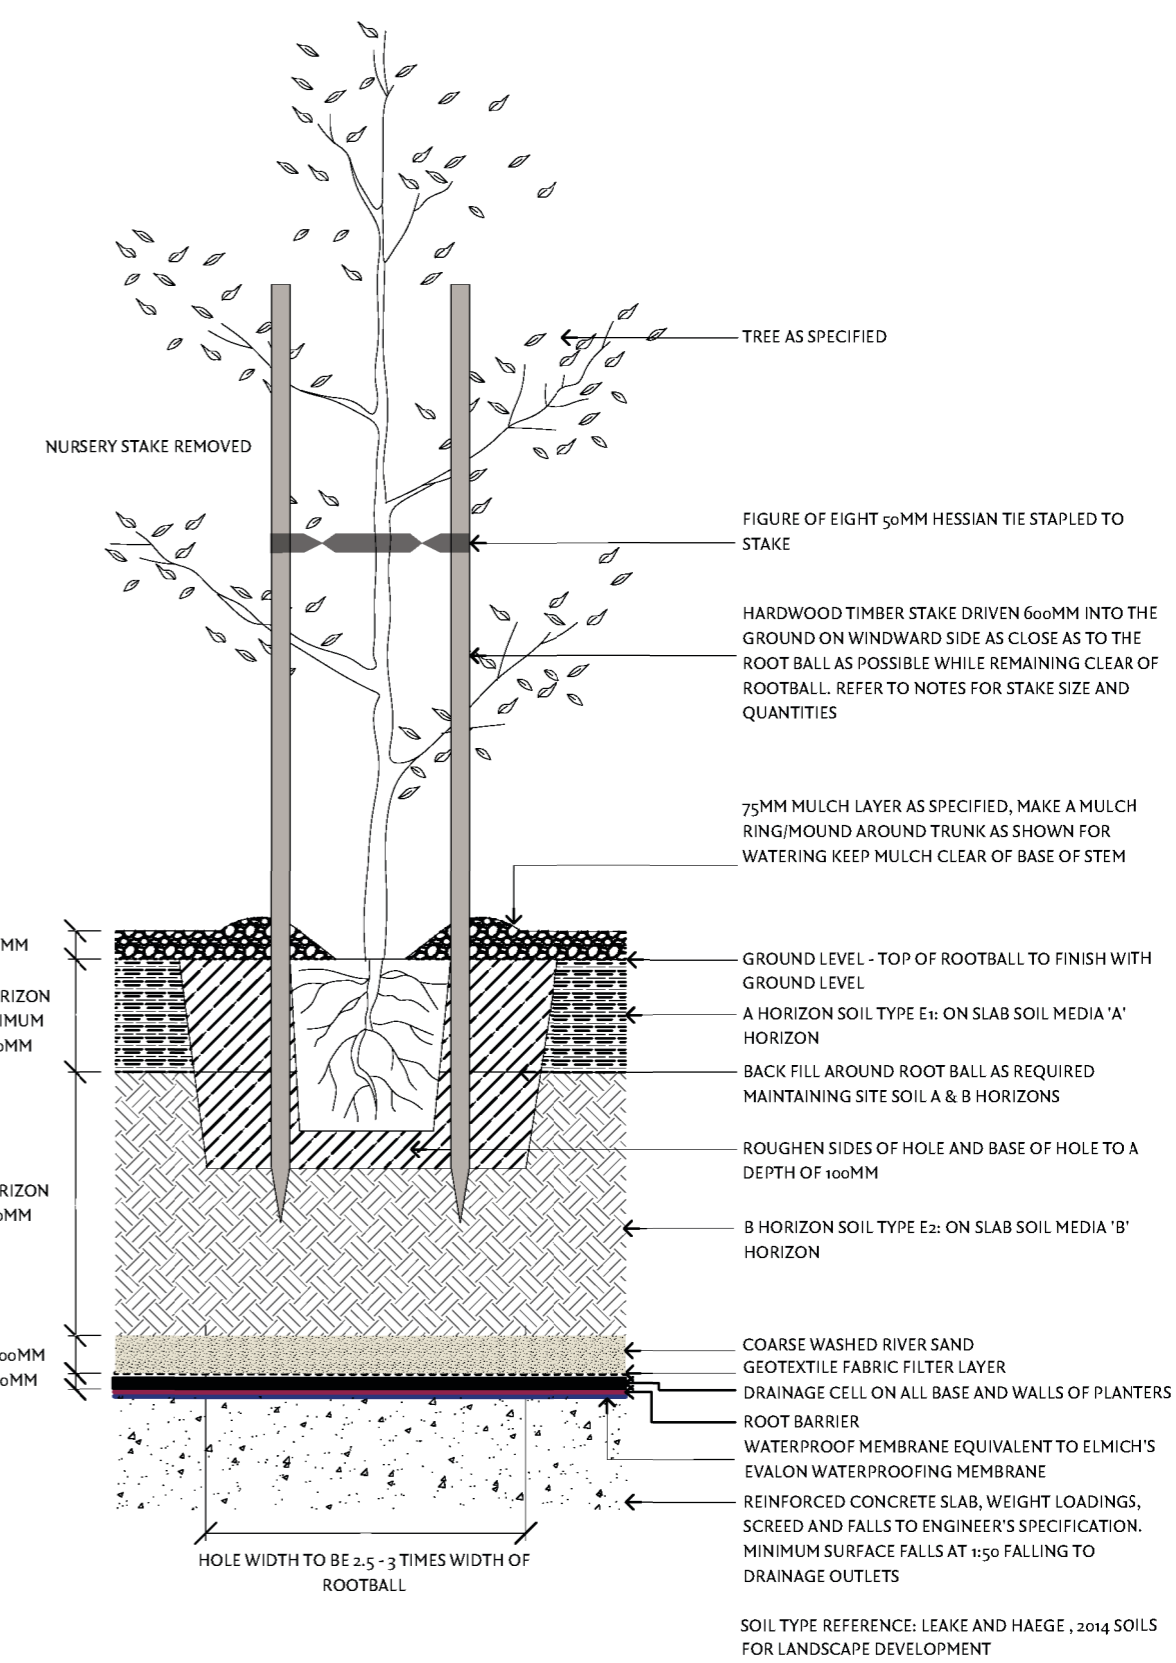 TREE AS SPECIFIED
NURSERY STAKE REMOVED
FIGURE OF EIGHT 50MM HESSIAN TIE STAPLED TO
STAKE
HARDWOOD TIMBER STAKE DRIVEN 600MM INTO THE
GROUND ON WINDWARD SIDE AS CLOSE AS TO THE
ROOT BALL AS POSSIBLE WHILE REMAINING CLEAR OF
ROOTBALL. REFER TO NOTES FOR STAKE SIZE AND
QUANTITIES
75MM MULCH LAYER AS SPECIFIED, MAKE A MULCH
RING/MOUND AROUND TRUNK AS SHOWN FOR
WATERING KEEP MULCH CLEAR OF BASE OF STEM
GROUND LEVEL - TOP OF ROOTBALL TO FINISH WITH
GROUND LEVEL
A HORIZON SOIL TYPE E1: ON SLAB SOIL MEDIA 'A'
HORIZON
BACK FILL AROUND ROOT BALL AS REQUIRED
MAINTAINING SITE SOIL A & B HORIZONS
ROUGHEN SIDES OF HOLE AND BASE OF HOLE TO A
DEPTH OF 100MM
B HORIZON SOIL TYPE E2: ON SLAB SOIL MEDIA 'B'
HORIZON
COARSE WASHED RIVER SAND
GEOTEXTILE FABRIC FILTER LAYER
DRAINAGE CELL ON ALL BASE AND WALLS OF PLANTERS
ROOT BARRIER
WATERPROOF MEMBRANE EQUIVALENT TO ELMICH'S
EVALON WATERPROOFING MEMBRANE
REINFORCED CONCRETE SLAB, WEIGHT LOADINGS,
SCREED AND FALLS TO ENGINEER'S SPECIFICATION.
MINIMUM SURFACE FALLS AT 1:50 FALLING TO
DRAINAGE OUTLETS
HOLE WIDTH TO BE 2.5 - 3 TIMES WIDTH OF
ROOTBALL
SOIL TYPE REFERENCE: LEAKE AND HAEGE , 2014 SOILS
FOR LANDSCAPE DEVELOPMENT